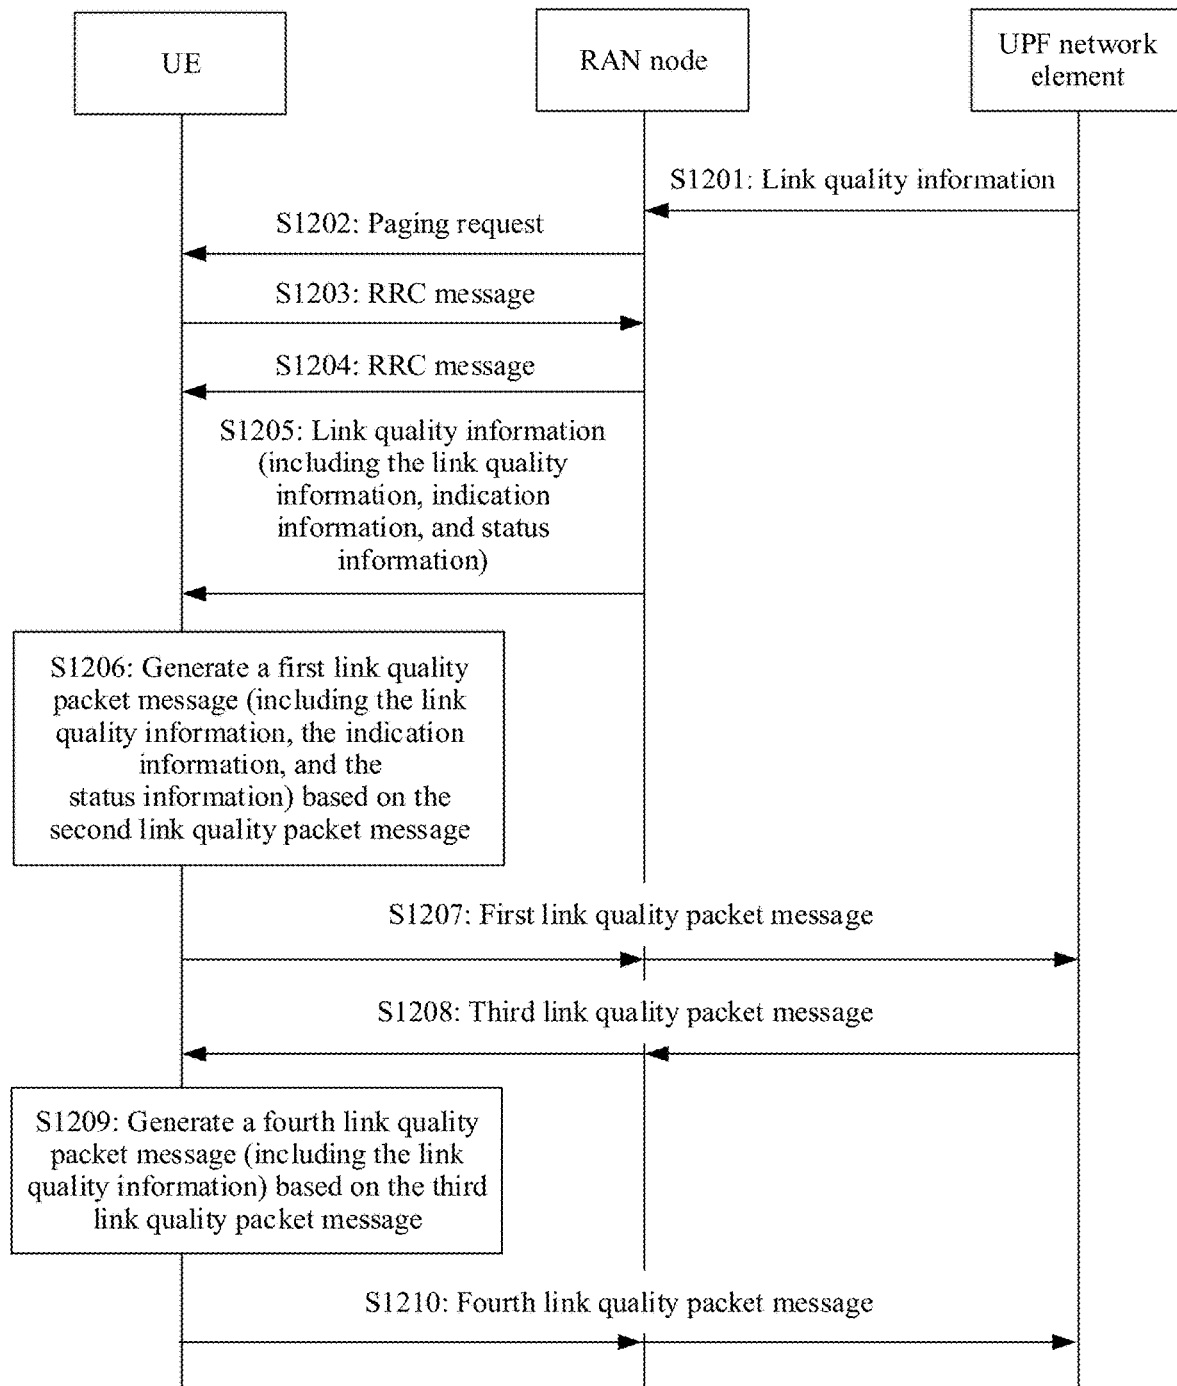 UE
RAN node
UPF network
element
S1201: Link quality information
S1202: Paging request
S1203: RRC message
S1204: RRC message
S1205: Link quality information
(including the link quality
information, indication
information, and status
information)
S1206: Generate a first link quality
packet message (including the link
quality information, the indication
information, and the
status information) based on the
second link quality packet message
S1207: First link quality packet message
S1208: Third link quality packet message
S1209: Generate a fourth link quality
packet message (including the link
quality information) based on the third
link quality packet message
S1210: Fourth link quality packet message